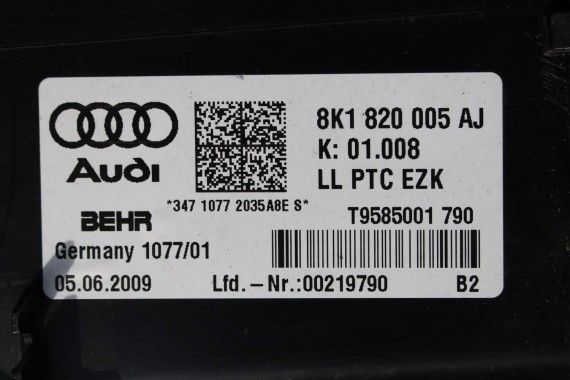 Audi
8K1 820 005 AJ
K: 01.008
LL PTC EZK
*347 1077 2035A8E S*
T9585001 790
BEHR
Germany 1077/01
05.06.2009
Lfd.-Nr.:00219790
B2